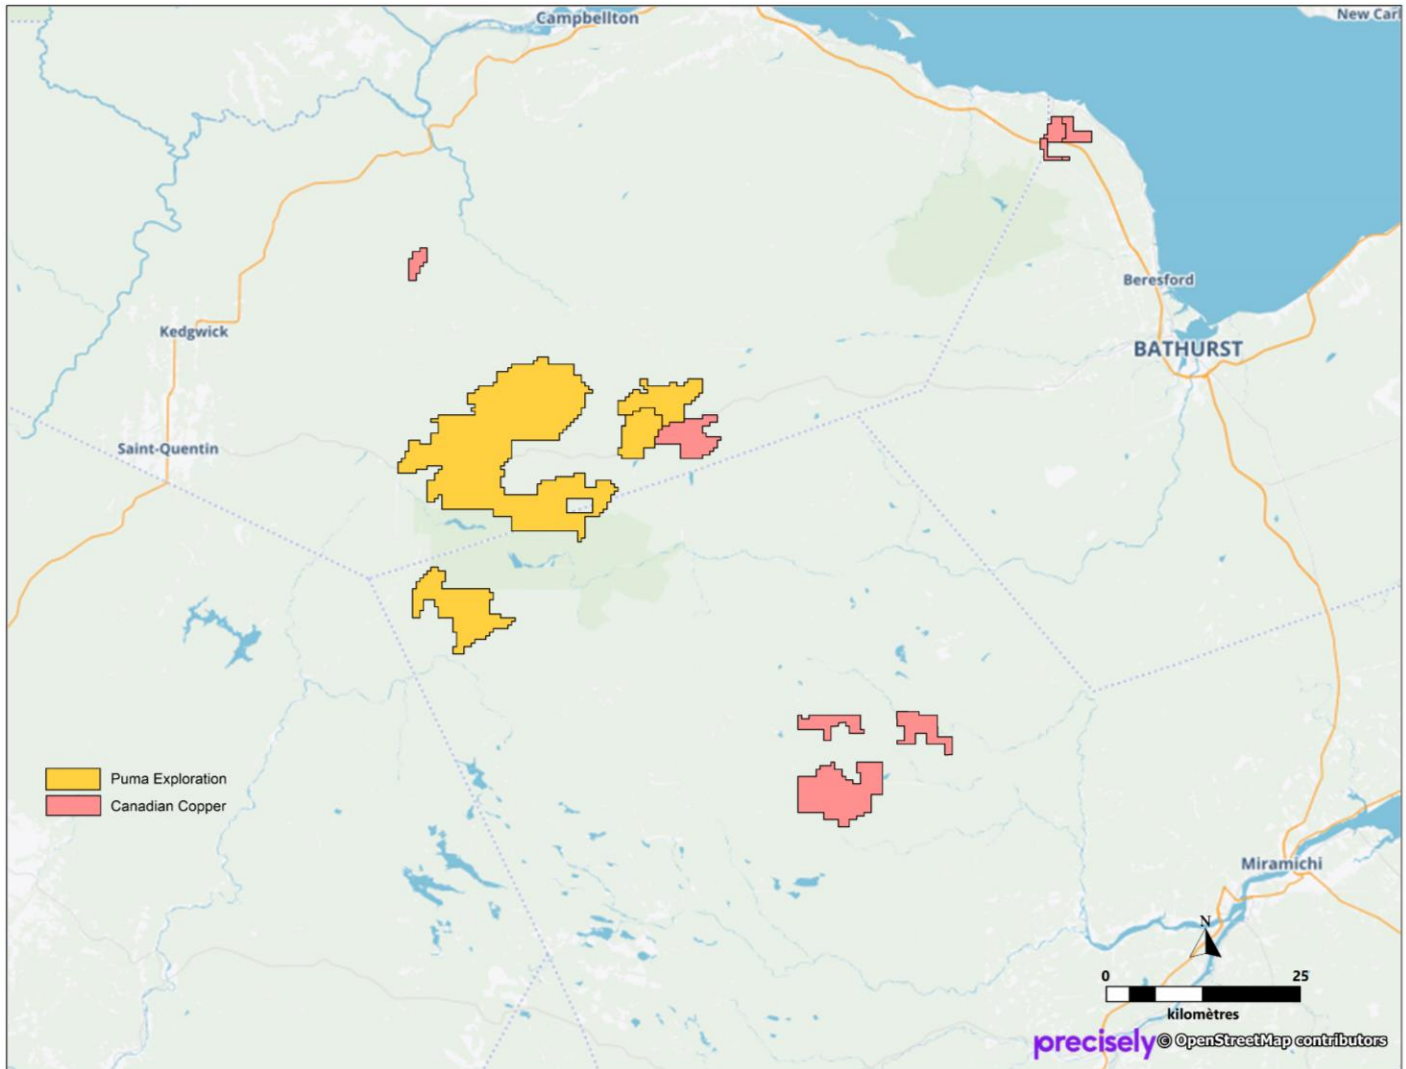 Campbellton
New Carl
Beresford
Kedgwick
BATHURST
Saint-Quentin
Puma Exploration
Canadian Copper
Miramichi
N
0 25
kilomètres
precisely © OpenStreetMap contributors